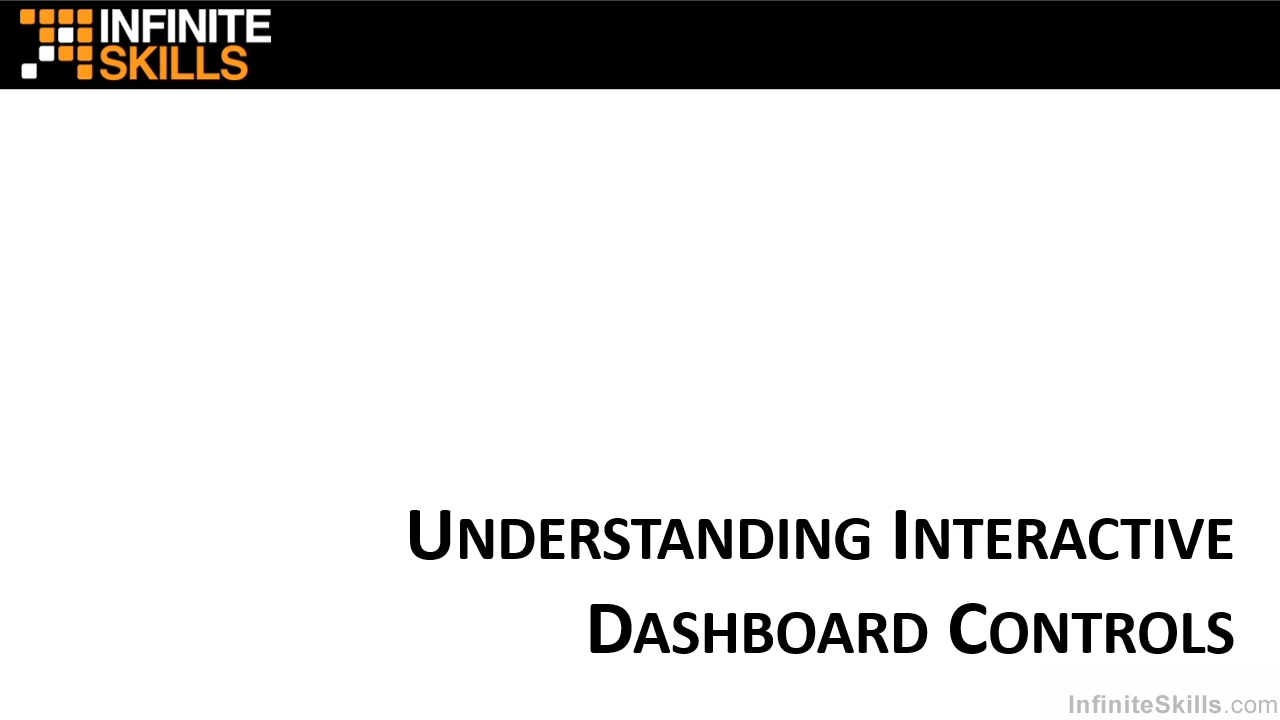 INFINITE
SKILLS
UNDERSTANDING INTERACTIVE
DASHBOARD CONTROLS
InfiniteSkills.com